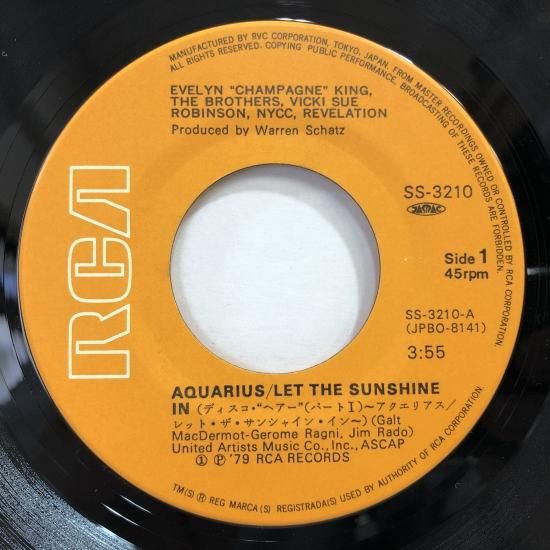 MANUFACTURED BY RVC CORPORATION, TOKYO, JAPAN. FROM MASTER RECORDINGS OWNED OR CONTROLLED BY RCA CORPORATION.
ALL RIGHTS RESERVED. COPYING PUBLIC PERFORMANCE. BROADCASTING OF THESE RECORDS ARE FORBIDDEN.
EVELYN "CHAMPAGNE" KING,
THE BROTHERS, VICKI SUE
ROBINSON, NYCC, REVELATION
Produced by Warren Schatz
RCA
SS-3210
JASRAC
Side 1
45rpm
SS-3210-A
(JPBO-8141)
3:55
AQUARIUS/LET THE SUNSHINE
IN (ディスコ・"ヘアー"(パートI)〜アクエリアス/
レット・ザ・サンシャイン・イン〜) (Galt
MacDermot-Gerome Ragni, Jim Rado)
United Artists Music Co., Inc., ASCAP
① Ⓟ '79 RCA RECORDS
TM(S) ® REG MARCA(S) REGISTRADA(S) USED BY AUTHORITY OF RCA CORPORATION.